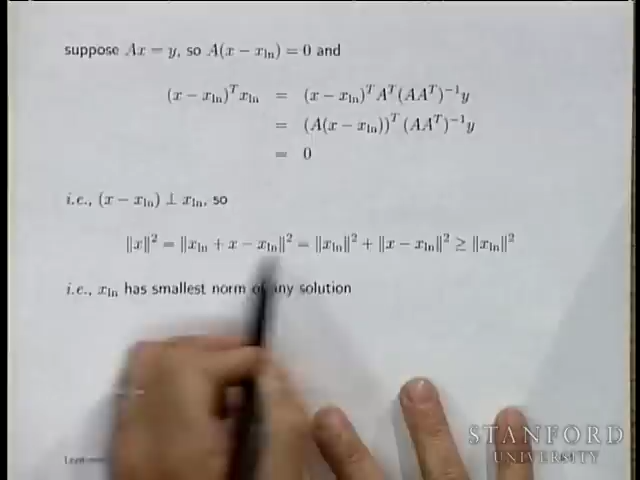 suppose Ax = y, so A(x − x_ln) = 0 and
(x − x_ln)^T x_ln = (x − x_ln)^T A^T (AA^T)^{−1} y
= (A(x − x_ln))^T (AA^T)^{−1} y
= 0
i.e., (x − x_ln) ⊥ x_ln, so
‖x‖² = ‖x_ln + x − x_ln‖² = ‖x_ln‖² + ‖x − x_ln‖² ≥ ‖x_ln‖²
i.e., x_ln has smallest norm of any solution
STANFORD
UNIVERSITY